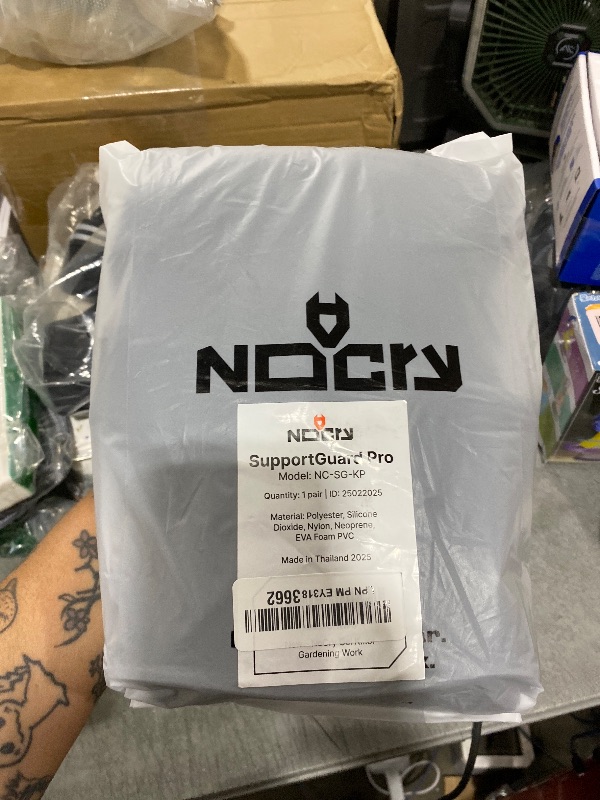 NOCry
NOCry
SupportGuard Pro
Model: NC-SG-KP
Quantity: 1 pair | ID: 25022025
Material: Polyester, Silicone
Dioxide, Nylon, Neoprene,
EVA Foam PVC
Made in Thailand 2025
LPN PM EY3183662
Gardening Work